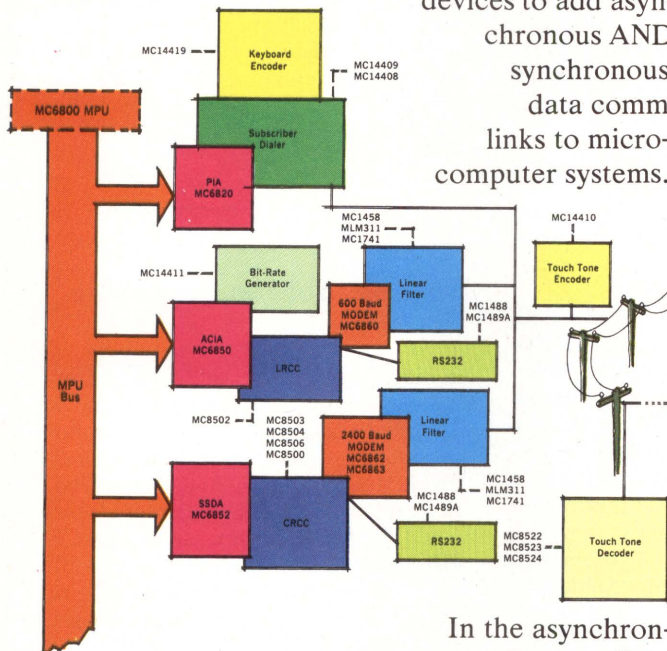 devices to add asyn
chronous AND
synchronous
data comm
links to micro-
computer systems.
MC14419
Keyboard
Encoder
MC14409
MC14408
MC6800 MPU
Subscriber
Dialer
PIA
MC6820
MC1458
MLM311
MC1741
MC14410
Touch Tone
Encoder
MC14411
Bit-Rate
Generator
Linear
Filter
600 Baud
MODEM
MC6860
MC1488
MC1489A
ACIA
MC6850
LRCC
RS232
MPU
Bus
MC8502
MC8503
MC8504
MC8506
MC8500
Linear
Filter
2400 Baud
MODEM
MC6862
MC6863
MC1458
MLM311
MC1741
SSDA
MC6852
CRCC
MC1488
MC1489A
RS232
MC8522
MC8523
MC8524
Touch Tone
Decoder
In the asynchron-